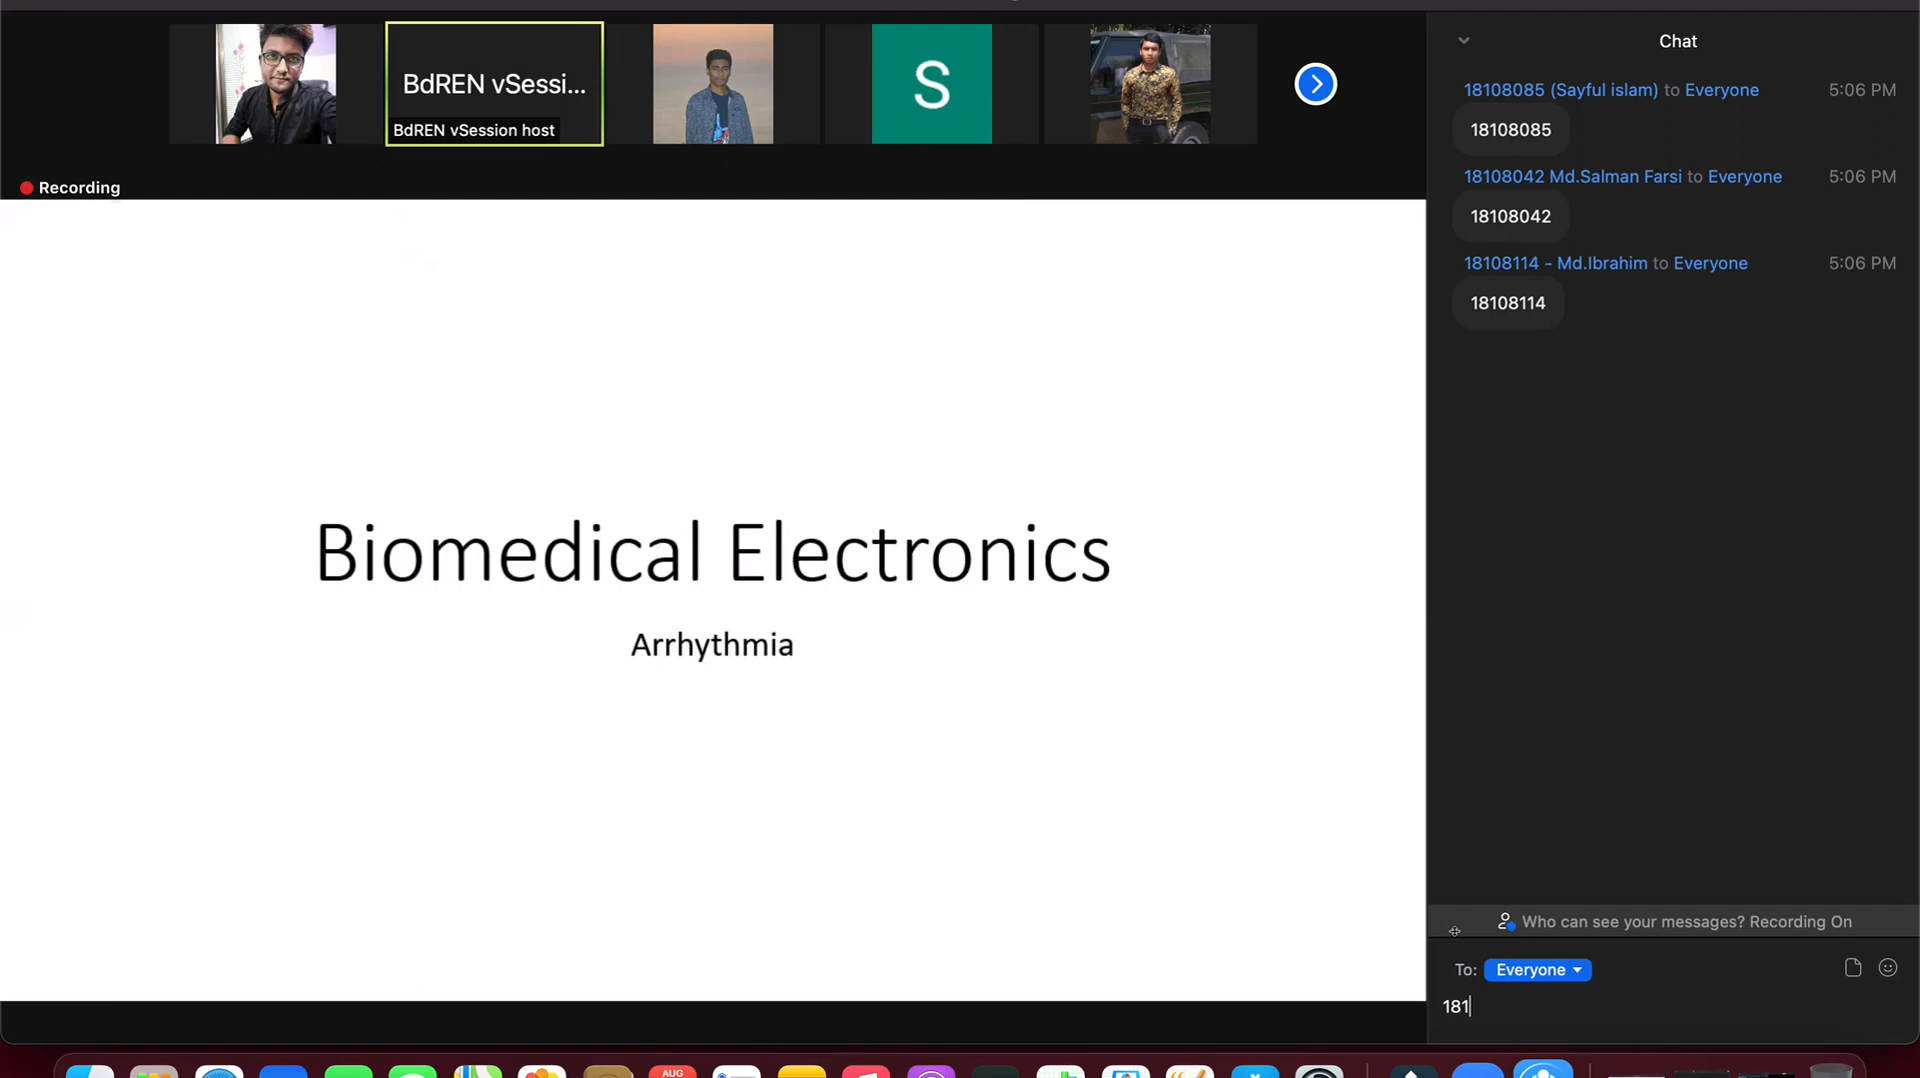 BdREN vSessi...
BdREN vSession host
S
Recording
Biomedical Electronics
Arrhythmia
Chat
18108085 (Sayful islam) to Everyone 5:06 PM
18108085
18108042 Md.Salman Farsi to Everyone 5:06 PM
18108042
18108114 - Md.Ibrahim to Everyone 5:06 PM
18108114
Who can see your messages? Recording On
To: Everyone
181
AUG